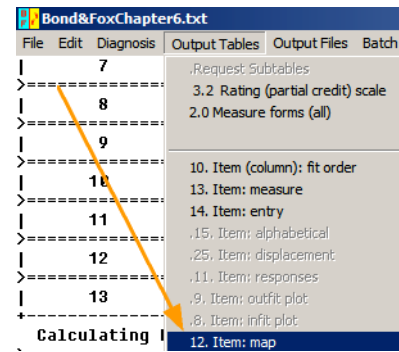 Bond&FoxChapter6.txt
File Edit Diagnosis Output Tables Output Files Batch
| 7
>==========
| 8
>==========
| 9
>==========
| 10
>==========
| 11
>==========
| 12
>==========
| 13
+----------
Calculating
.Request Subtables
3.2 Rating (partial credit) scale
2.0 Measure forms (all)
10. Item (column): fit order
13. Item: measure
14. Item: entry
.15. Item: alphabetical
.25. Item: displacement
.11. Item: responses
.9. Item: outfit plot
.8. Item: infit plot
12. Item: map